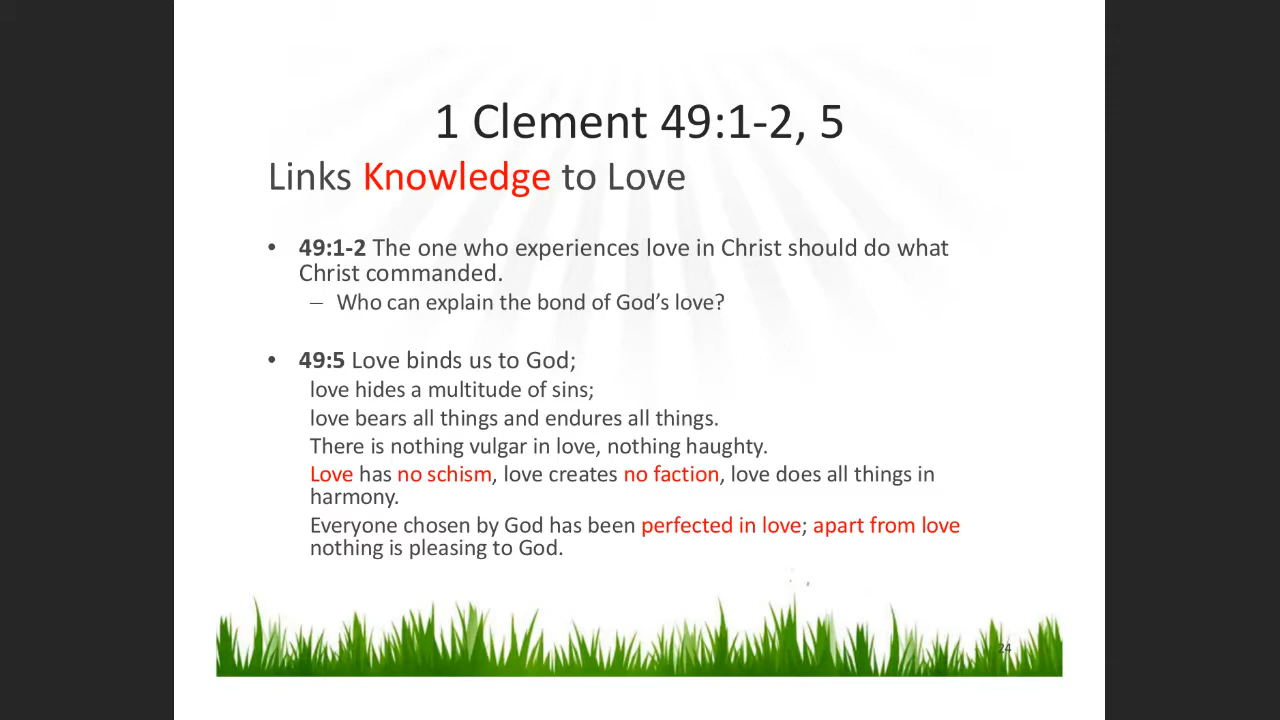 1 Clement 49:1-2, 5
Links Knowledge to Love
• 49:1-2 The one who experiences love in Christ should do what
Christ commanded.
– Who can explain the bond of God’s love?
• 49:5 Love binds us to God;
love hides a multitude of sins;
love bears all things and endures all things.
There is nothing vulgar in love, nothing haughty.
Love has no schism, love creates no faction, love does all things in
harmony.
Everyone chosen by God has been perfected in love; apart from love
nothing is pleasing to God.
24